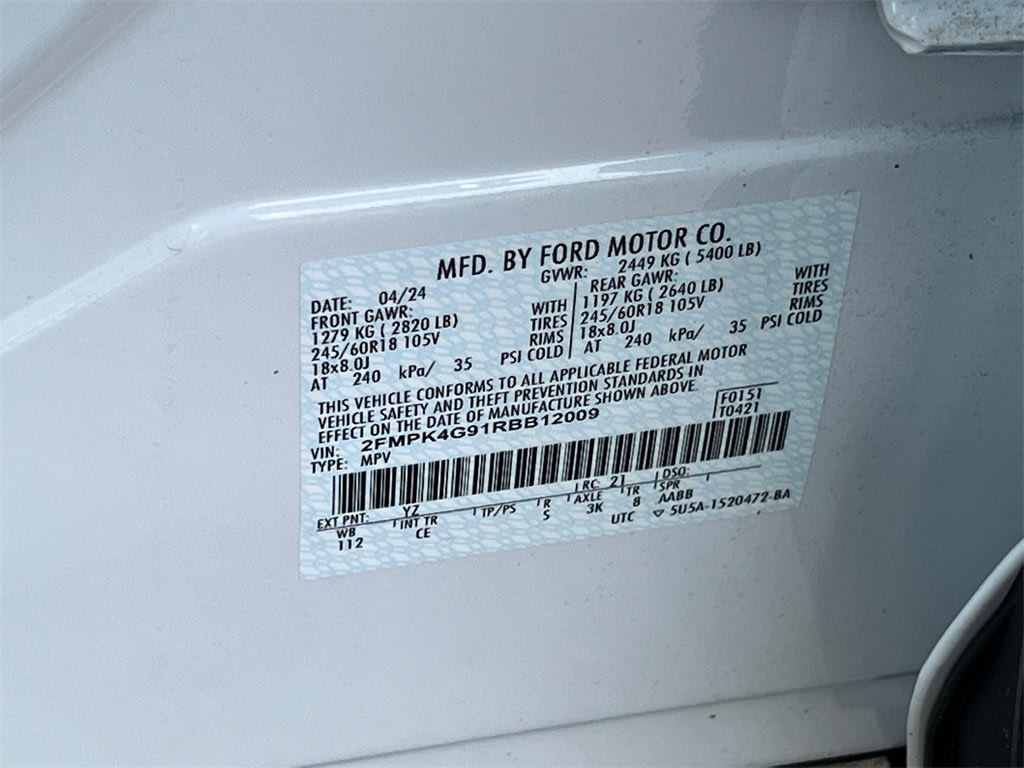 MFD. BY FORD MOTOR CO.
DATE: 04/24
GVWR: 2449 KG ( 5400 LB)
FRONT GAWR:
1279 KG ( 2820 LB) WITH
245/60R18 105V TIRES
18x8.0J RIMS
AT 240 kPa/ 35 PSI COLD
REAR GAWR:
1197 KG ( 2640 LB) WITH
245/60R18 105V TIRES
18x8.0J RIMS
AT 240 kPa/ 35 PSI COLD
THIS VEHICLE CONFORMS TO ALL APPLICABLE FEDERAL MOTOR
VEHICLE SAFETY AND THEFT PREVENTION STANDARDS IN
EFFECT ON THE DATE OF MANUFACTURE SHOWN ABOVE.
VIN: 2FMPK4G91RBB12009
TYPE: MPV
F0151
T0421
EXT PNT: YZ RC: 21 DSO:
WB INT TR TP/PS R AXLE TR SPR
112 CE S 3K 8 AABB
UTC ▽ 5U5A-1520472-BA